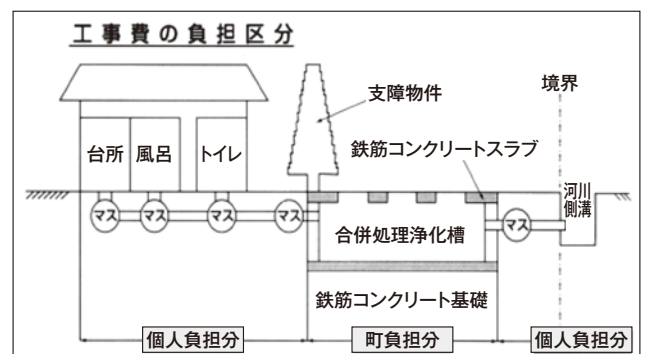 工事費の負担区分
支障物件
境界
鉄筋コンクリートスラブ
台所
風呂
トイレ
河川
側溝
マス
マス
マス
マス
マス
合併処理浄化槽
鉄筋コンクリート基礎
個人負担分
町負担分
個人負担分